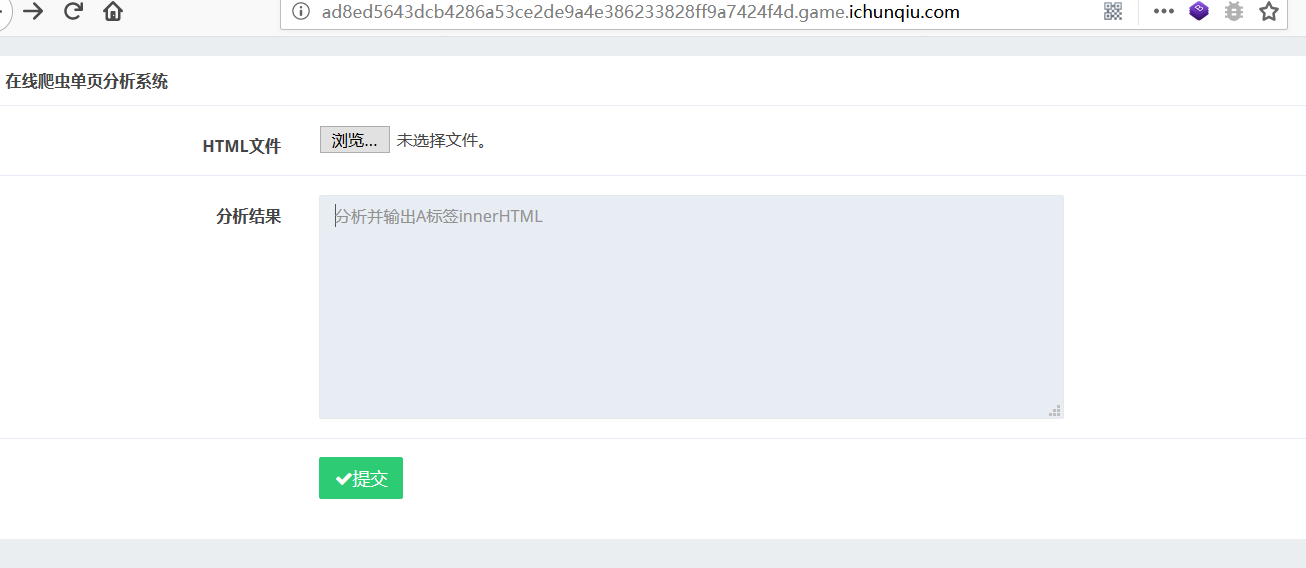 ad8ed5643dcb4286a53ce2de9a4e386233828ff9a7424f4d.game.ichunqiu.com
在线爬虫单页分析系统
HTML文件 浏览... 未选择文件。
分析结果 分析并输出A标签innerHTML
提交